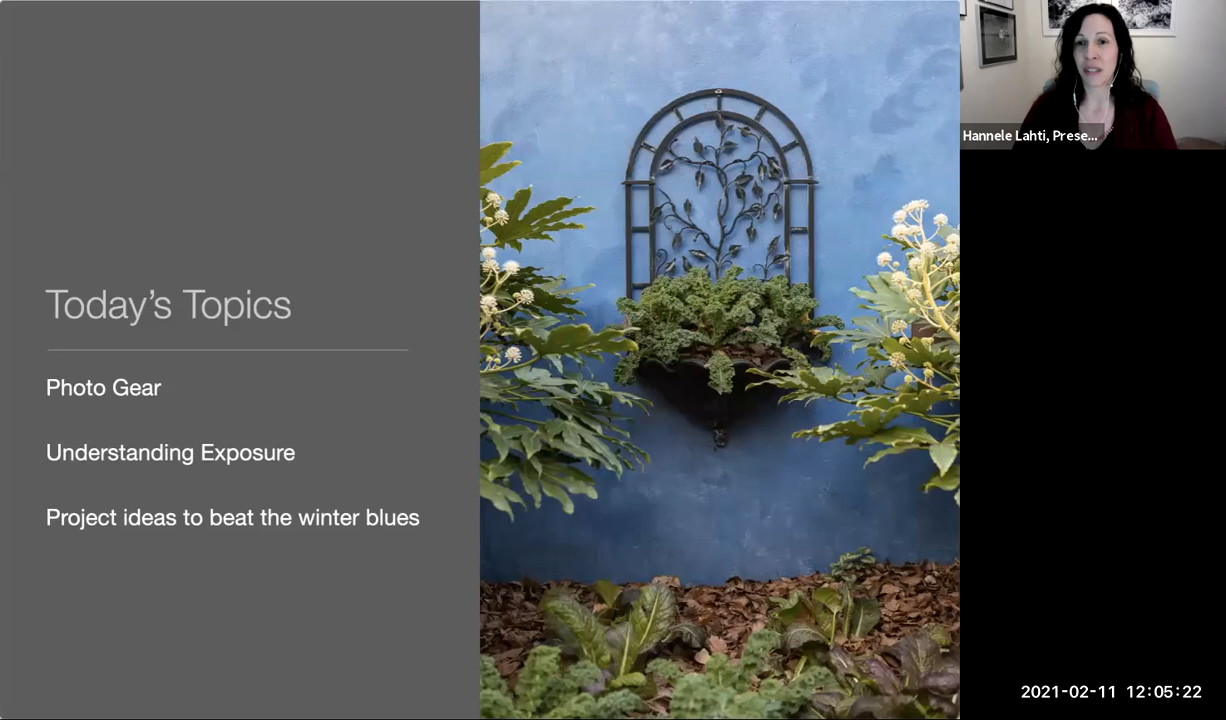 Today's Topics
Photo Gear
Understanding Exposure
Project ideas to beat the winter blues
Hannele Lahti, Prese...
2021-02-11 12:05:22